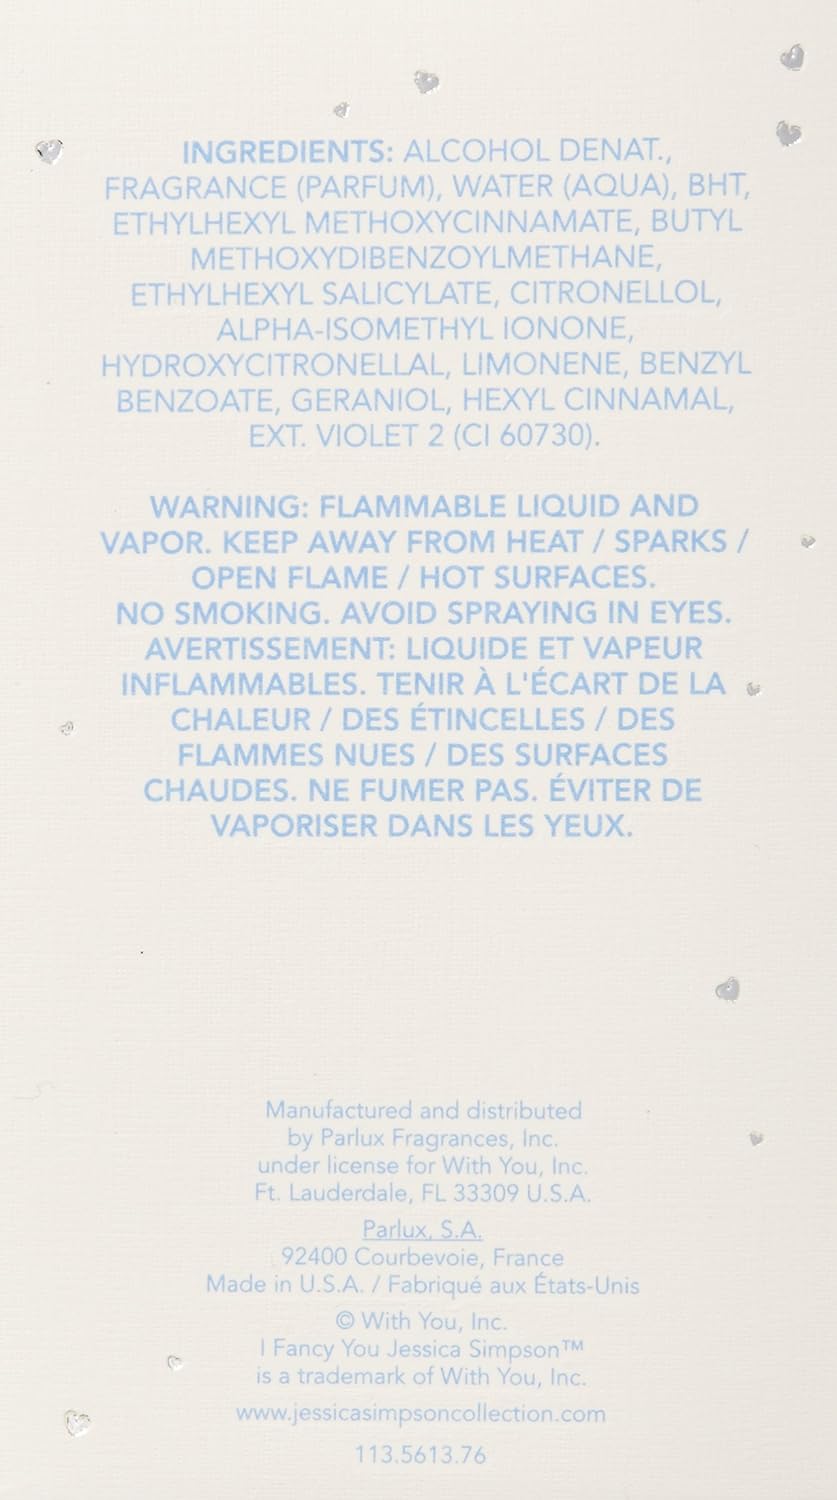 INGREDIENTS: ALCOHOL DENAT.,
FRAGRANCE (PARFUM), WATER (AQUA), BHT,
ETHYLHEXYL METHOXYCINNAMATE, BUTYL
METHOXYDIBENZOYLMETHANE,
ETHYLHEXYL SALICYLATE, CITRONELLOL,
ALPHA-ISOMETHYL IONONE,
HYDROXYCITRONELLAL, LIMONENE, BENZYL
BENZOATE, GERANIOL, HEXYL CINNAMAL,
EXT. VIOLET 2 (CI 60730).
WARNING: FLAMMABLE LIQUID AND
VAPOR. KEEP AWAY FROM HEAT / SPARKS /
OPEN FLAME / HOT SURFACES.
NO SMOKING. AVOID SPRAYING IN EYES.
AVERTISSEMENT: LIQUIDE ET VAPEUR
INFLAMMABLES. TENIR À L'ÉCART DE LA
CHALEUR / DES ÉTINCELLES / DES
FLAMMES NUES / DES SURFACES
CHAUDES. NE FUMER PAS. ÉVITER DE
VAPORISER DANS LES YEUX.
Manufactured and distributed
by Parlux Fragrances, Inc.
under license for With You, Inc.
Ft. Lauderdale, FL 33309 U.S.A.
Parlux, S.A.
92400 Courbevoie, France
Made in U.S.A. / Fabriqué aux États-Unis
© With You, Inc.
I Fancy You Jessica Simpson™
is a trademark of With You, Inc.
www.jessicasimpsoncollection.com
113.5613.76